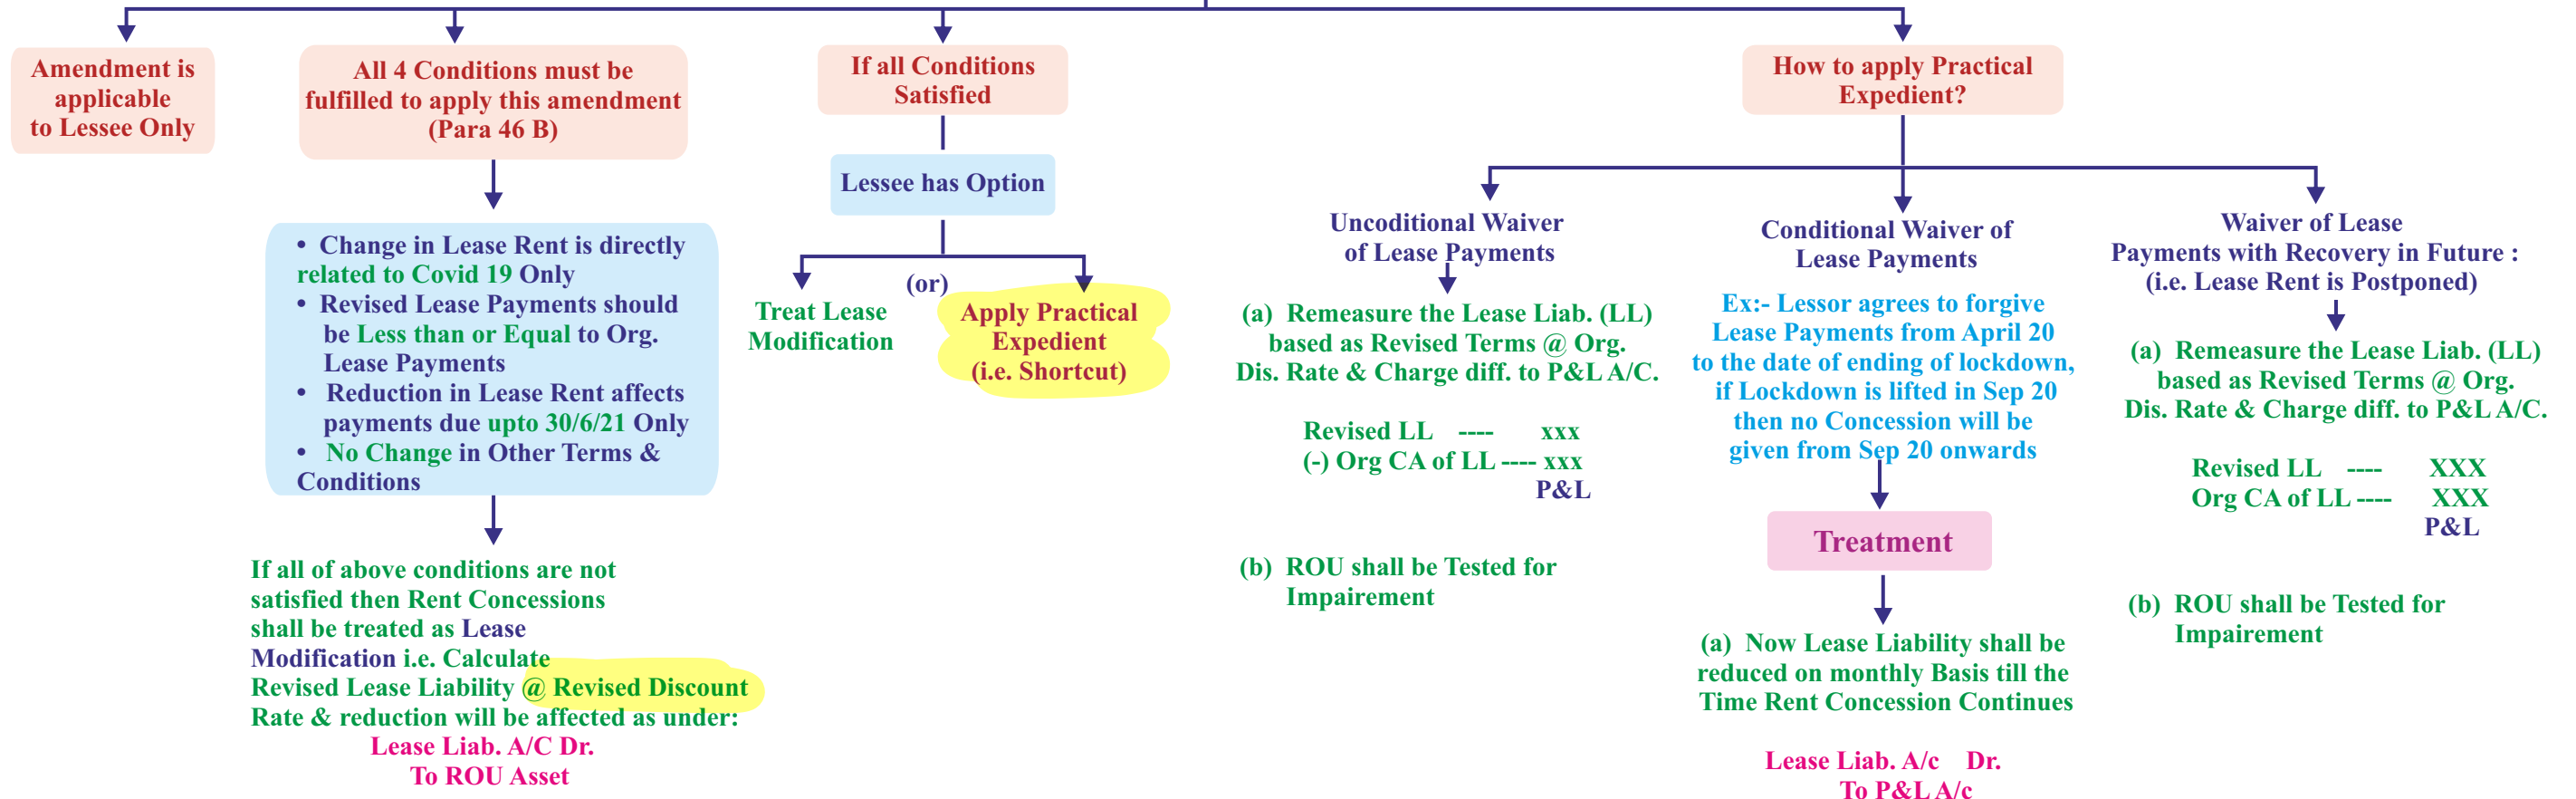 Amendment is
applicable
to Lessee Only
All 4 Conditions must be
fulfilled to apply this amendment
(Para 46 B)
• Change in Lease Rent is directly
related to Covid 19 Only
• Revised Lease Payments should
be Less than or Equal to Org.
Lease Payments
• Reduction in Lease Rent affects
payments due upto 30/6/21 Only
• No Change in Other Terms &
Conditions
If all of above conditions are not
satisfied then Rent Concessions
shall be treated as Lease
Modification i.e. Calculate
Revised Lease Liability @ Revised Discount
Rate & reduction will be affected as under:
Lease Liab. A/C Dr.
To ROU Asset
If all Conditions
Satisfied
Lessee has Option
(or)
Treat Lease
Modification
Apply Practical
Expedient
(i.e. Shortcut)
How to apply Practical
Expedient?
Uncoditional Waiver
of Lease Payments
(a) Remeasure the Lease Liab. (LL)
based as Revised Terms @ Org.
Dis. Rate & Charge diff. to P&L A/C.
Revised LL ---- xxx
(-) Org CA of LL ---- xxx
P&L
(b) ROU shall be Tested for
Impairement
Conditional Waiver of
Lease Payments
Ex:- Lessor agrees to forgive
Lease Payments from April 20
to the date of ending of lockdown,
if Lockdown is lifted in Sep 20
then no Concession will be
given from Sep 20 onwards
Treatment
(a) Now Lease Liability shall be
reduced on monthly Basis till the
Time Rent Concession Continues
Lease Liab. A/c Dr.
To P&L A/c
Waiver of Lease
Payments with Recovery in Future :
(i.e. Lease Rent is Postponed)
(a) Remeasure the Lease Liab. (LL)
based as Revised Terms @ Org.
Dis. Rate & Charge diff. to P&L A/C.
Revised LL ---- XXX
Org CA of LL ---- XXX
P&L
(b) ROU shall be Tested for
Impairement